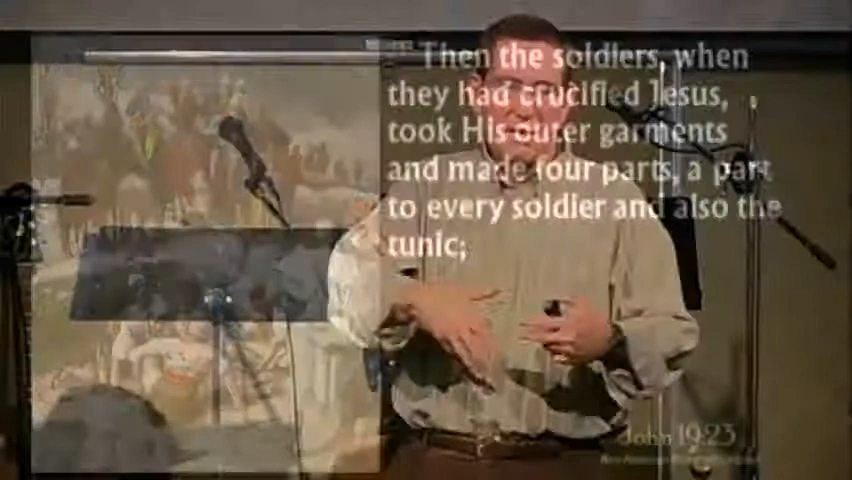 Then the soldiers, when
they had crucified Jesus,
took His outer garments
and made four parts, a part
to every soldier and also the
tunic;
John 19:23